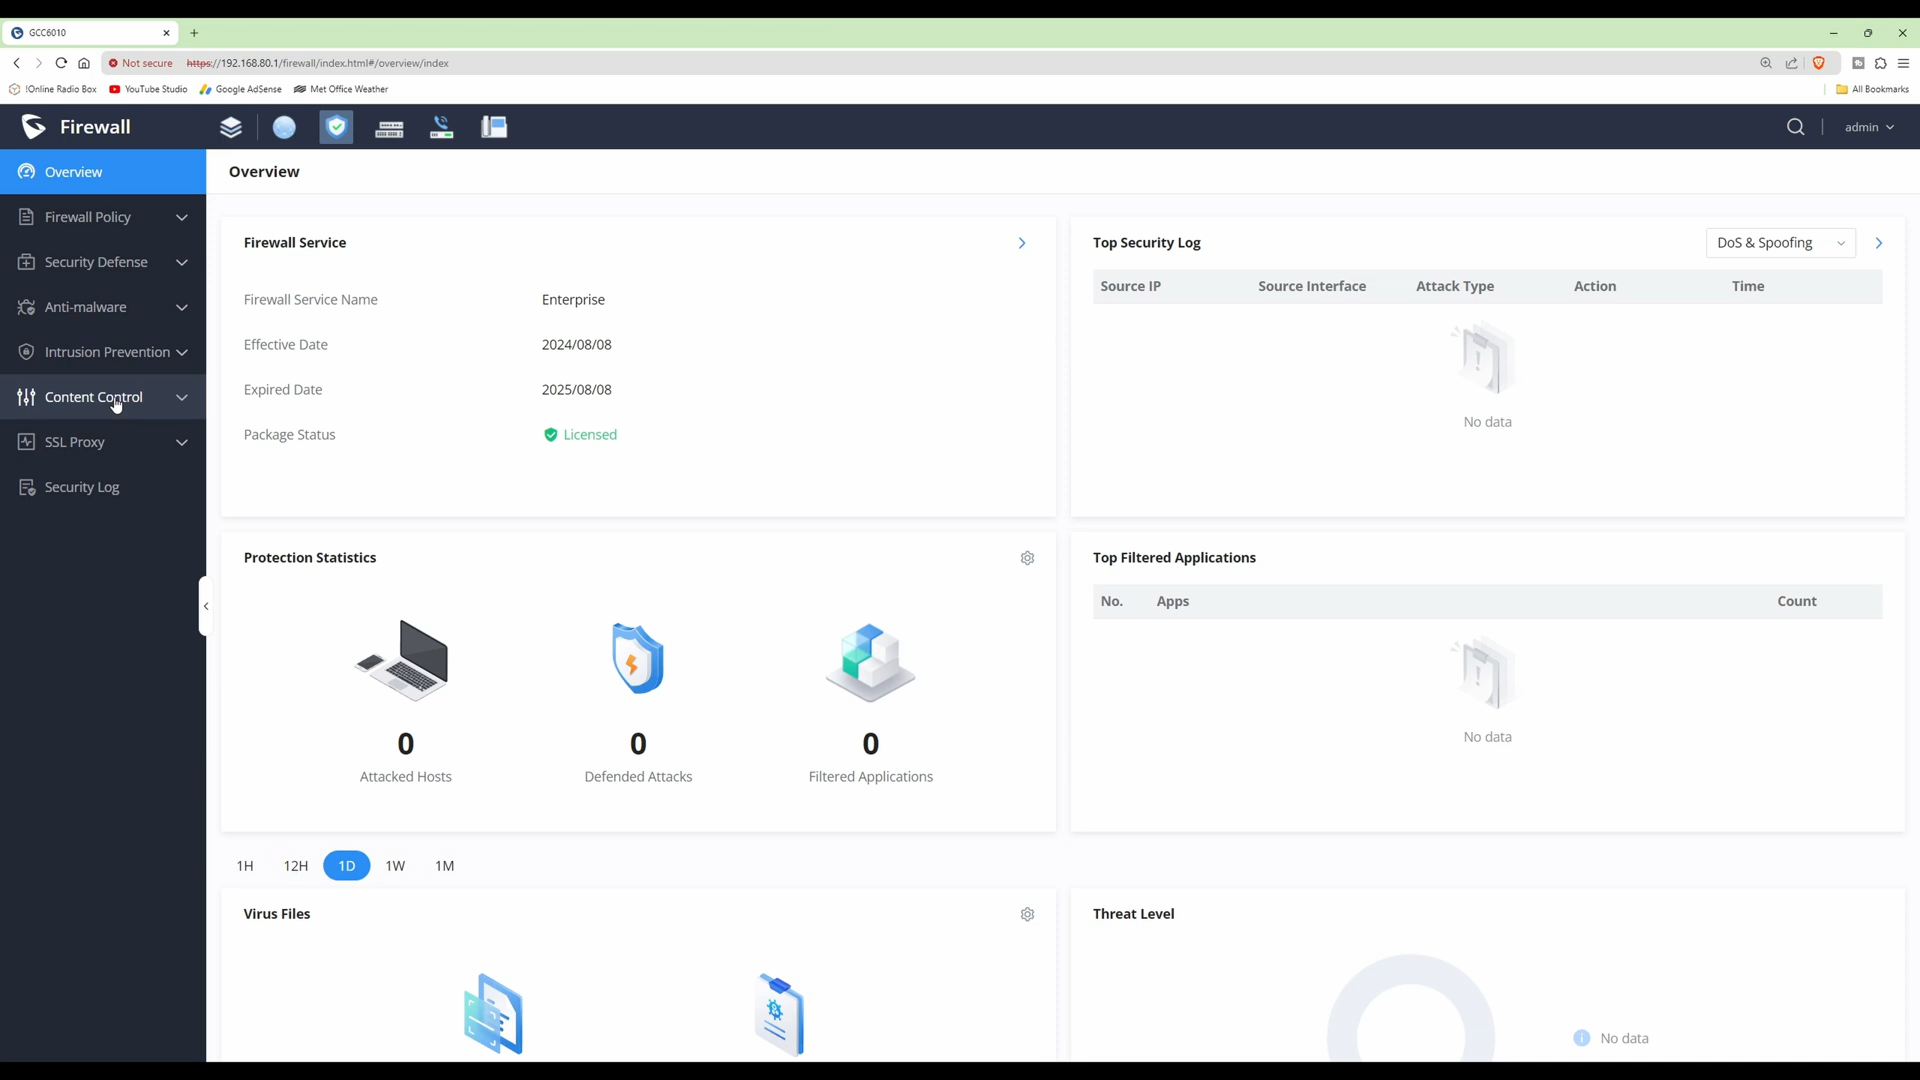 GCC6010
Not secure https://192.168.80.1/firewall/index.html#/overview/index
!Online Radio Box YouTube Studio Google AdSense Met Office Weather All Bookmarks
Firewall admin
Overview
Firewall Policy
Security Defense
Anti-malware
Intrusion Prevention
Content Control
SSL Proxy
Security Log
Overview
Firewall Service
Firewall Service Name Enterprise
Effective Date 2024/08/08
Expired Date 2025/08/08
Package Status Licensed
Top Security Log DoS & Spoofing
Source IP Source Interface Attack Type Action Time
No data
Protection Statistics
0 0 0
Attacked Hosts Defended Attacks Filtered Applications
Top Filtered Applications
No. Apps Count
No data
1H 12H 1D 1W 1M
Virus Files
Threat Level
No data